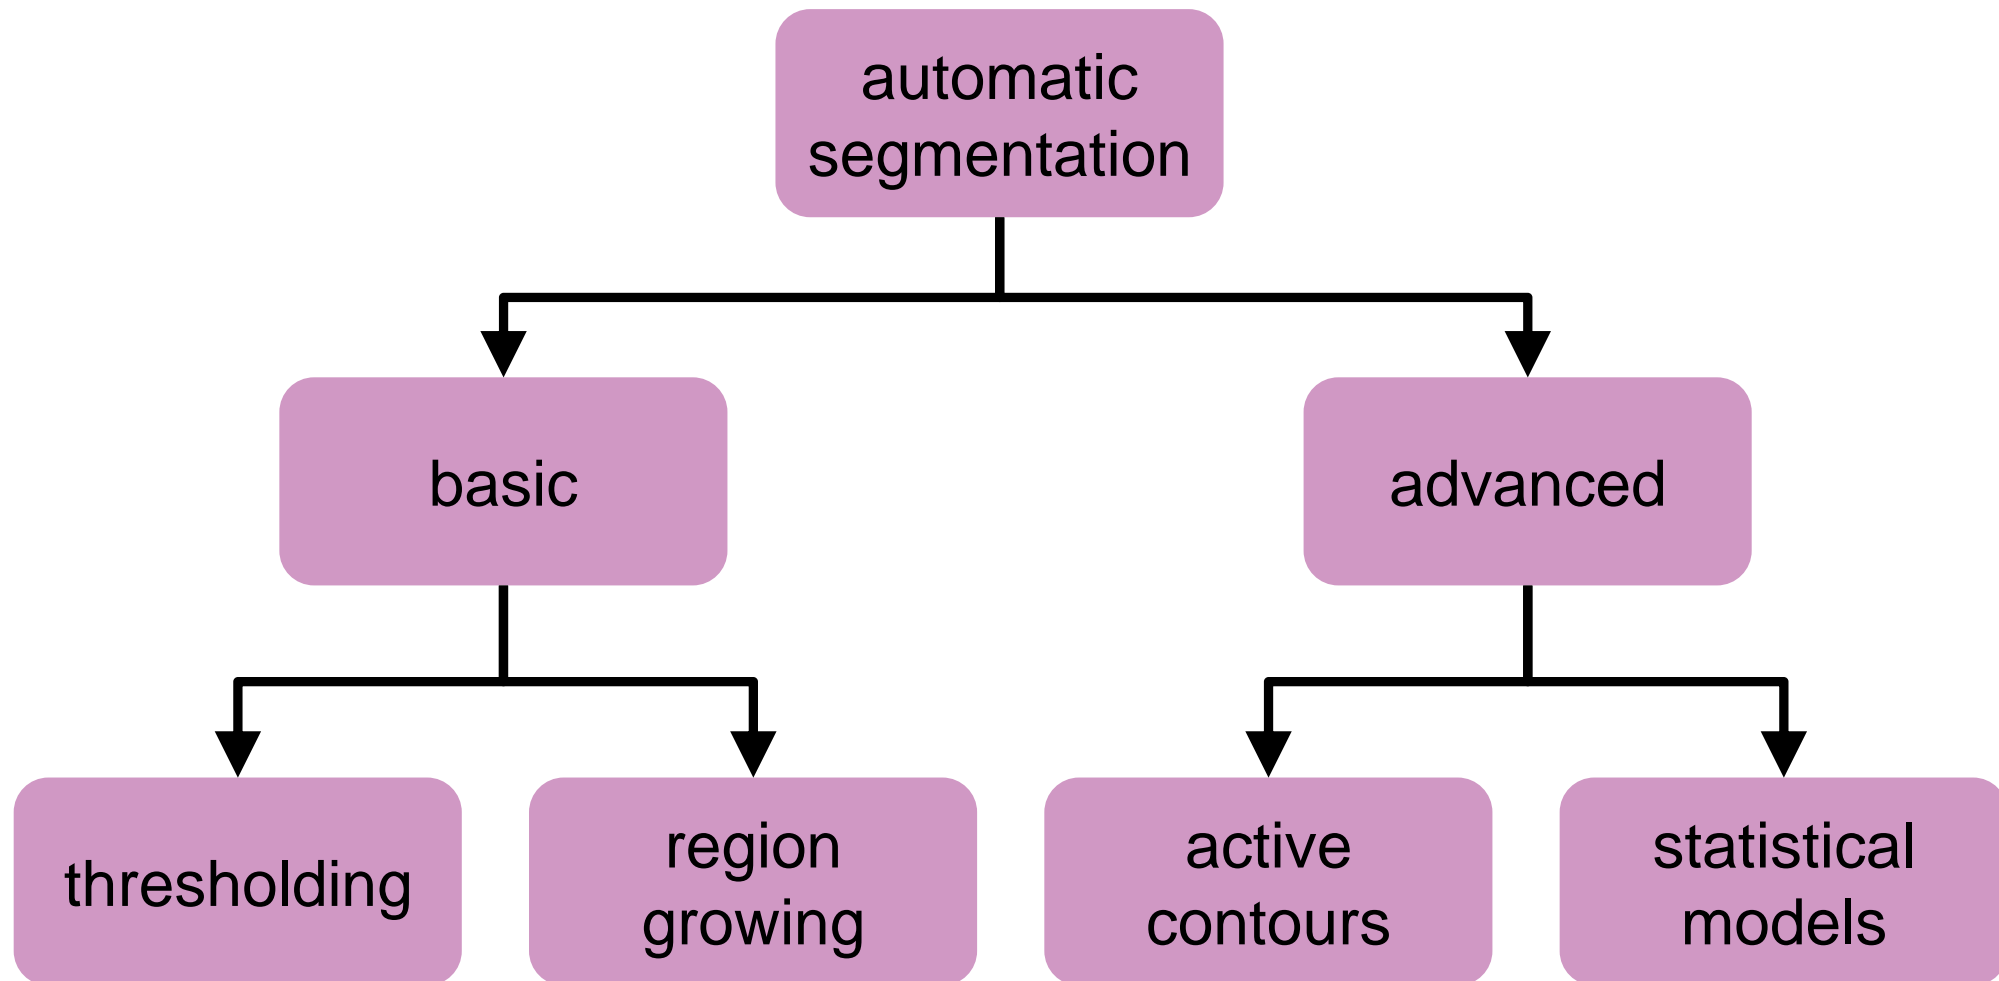 automatic
segmentation
basic
advanced
thresholding
region
growing
active
contours
statistical
models